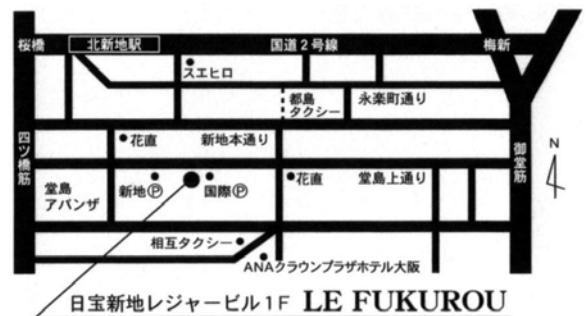 桜橋
北新地駅
国道2号線
梅新
スエヒロ
都島
タクシー
永楽町通り
四ツ橋筋
花直
新地本通り
御堂筋
N
堂島
アバンザ
新地Ⓟ
国際Ⓟ
花直
堂島上通り
相互タクシー
ANAクラウンプラザホテル大阪
日宝新地レジャービル1F LE FUKUROU